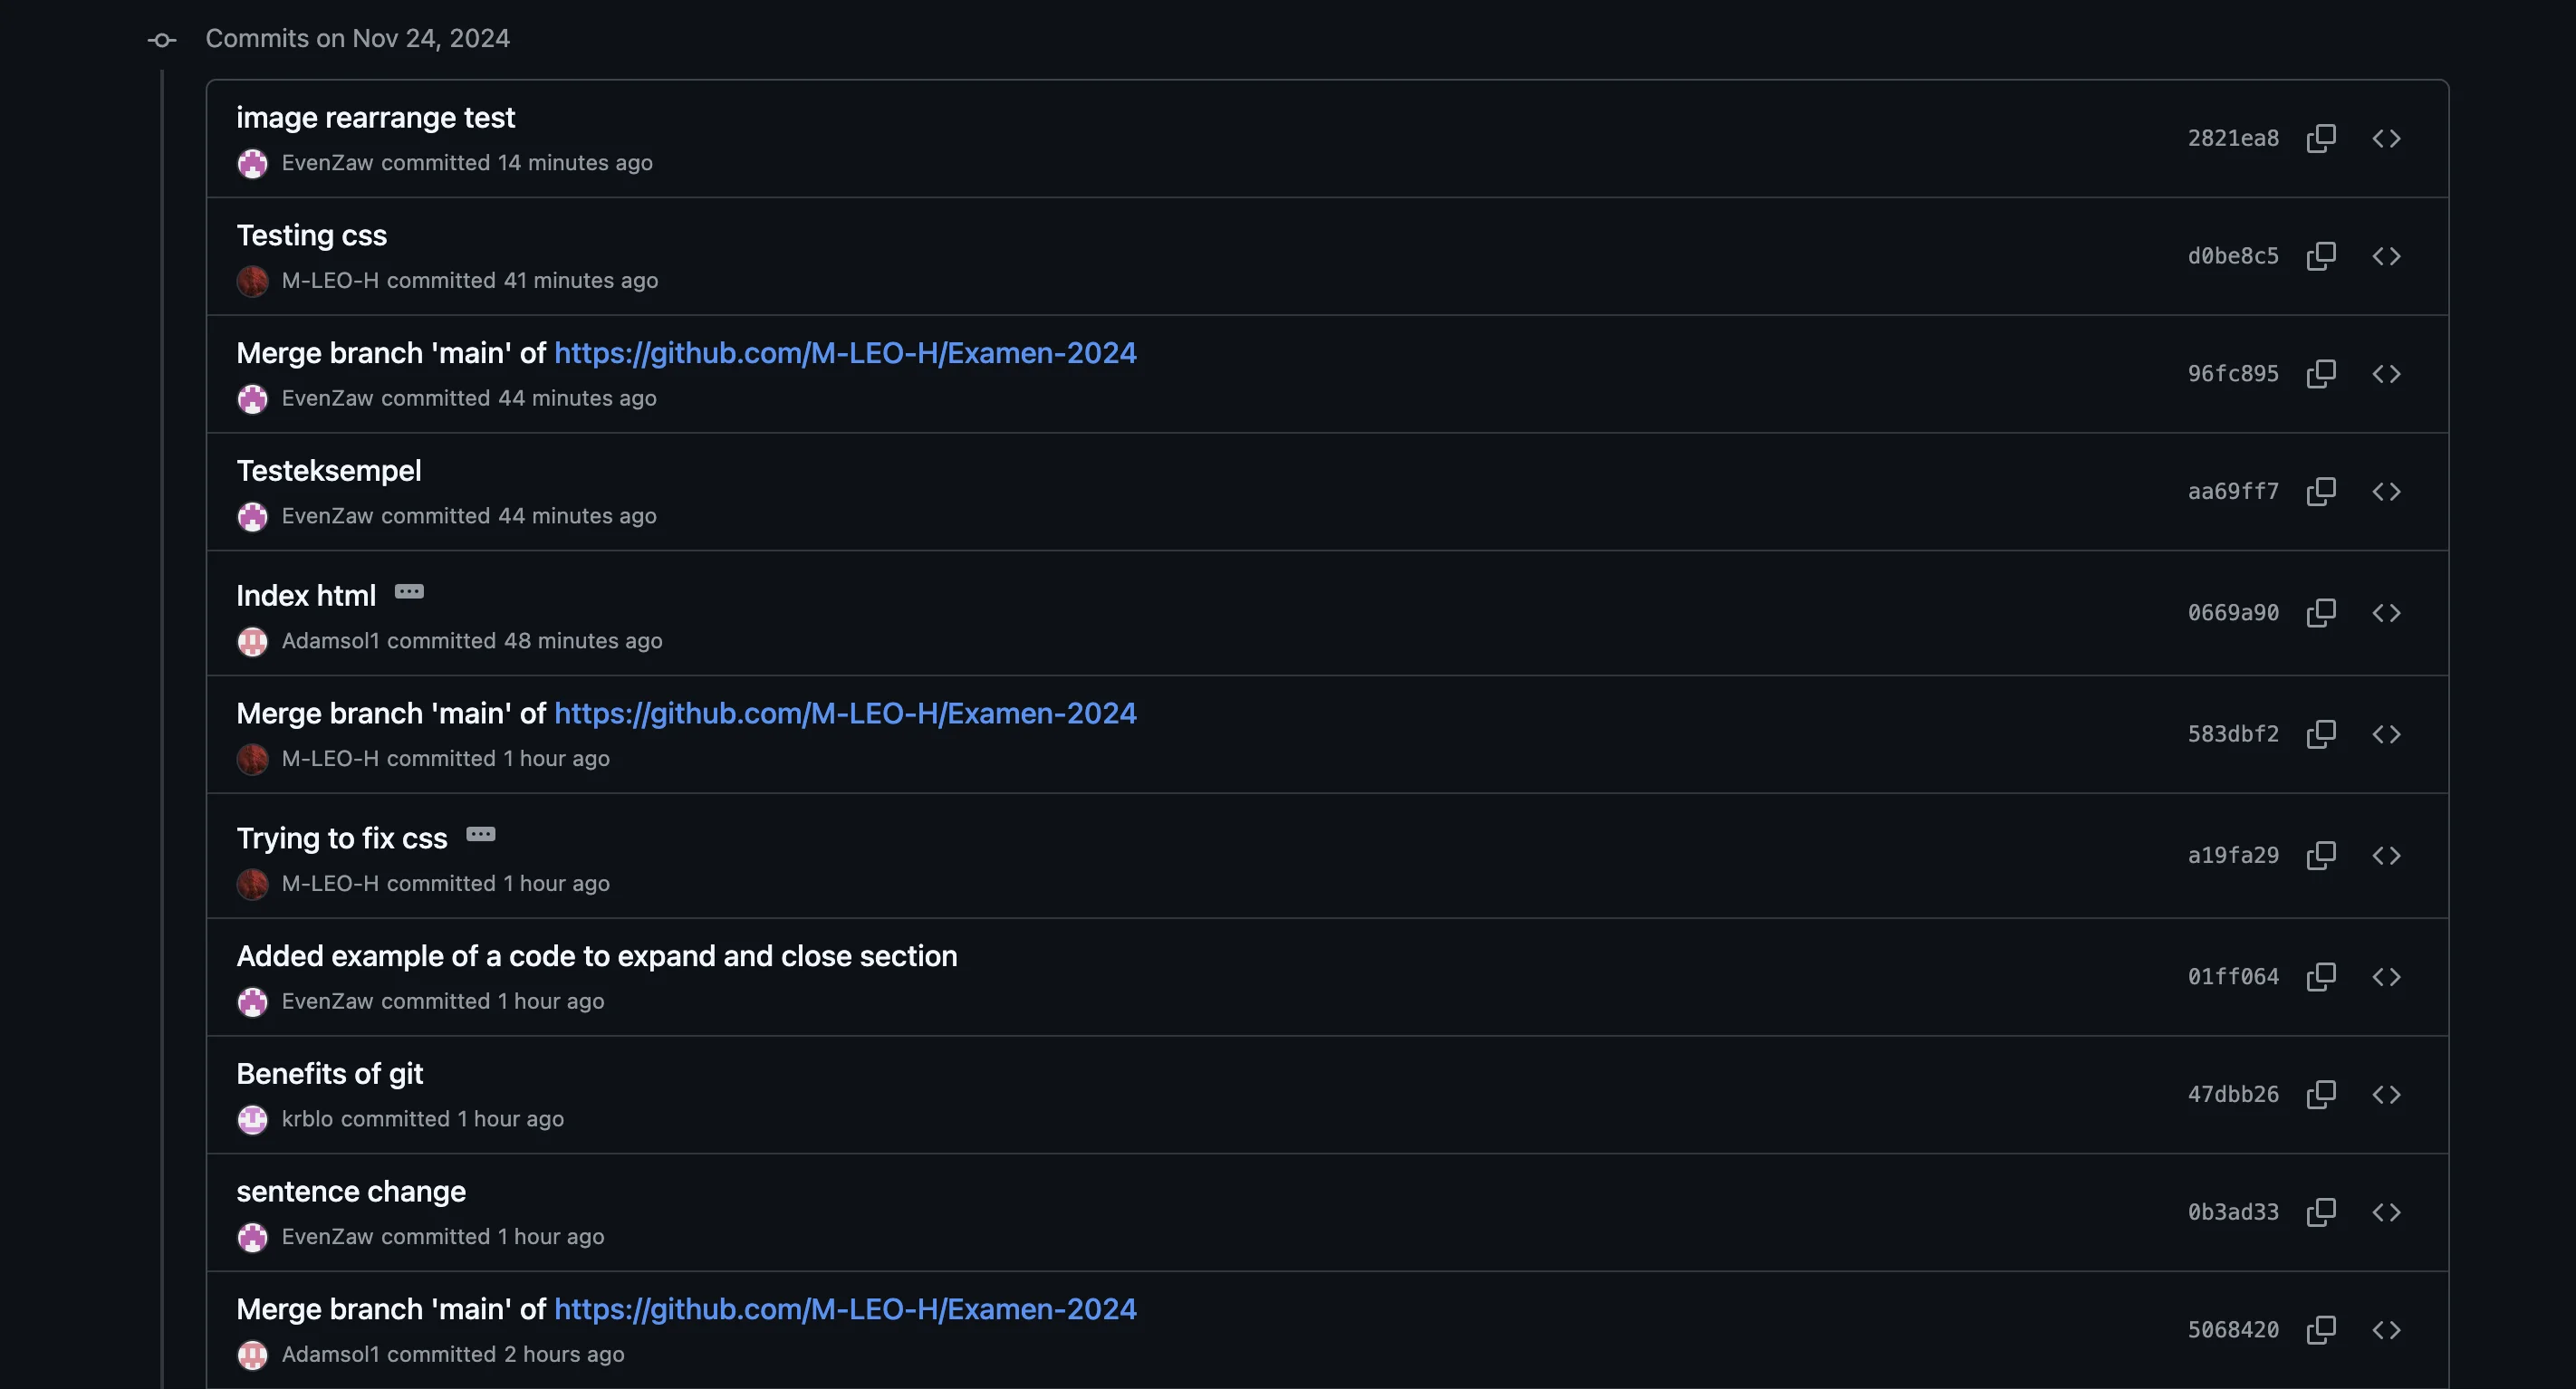 Commits on Nov 24, 2024
image rearrange test
EvenZaw committed 14 minutes ago
2821ea8
Testing css
M-LEO-H committed 41 minutes ago
d0be8c5
Merge branch 'main' of https://github.com/M-LEO-H/Examen-2024
EvenZaw committed 44 minutes ago
96fc895
Testeksempel
EvenZaw committed 44 minutes ago
aa69ff7
Index html
Adamsol1 committed 48 minutes ago
0669a90
Merge branch 'main' of https://github.com/M-LEO-H/Examen-2024
M-LEO-H committed 1 hour ago
583dbf2
Trying to fix css
M-LEO-H committed 1 hour ago
a19fa29
Added example of a code to expand and close section
EvenZaw committed 1 hour ago
01ff064
Benefits of git
krblo committed 1 hour ago
47dbb26
sentence change
EvenZaw committed 1 hour ago
0b3ad33
Merge branch 'main' of https://github.com/M-LEO-H/Examen-2024
Adamsol1 committed 2 hours ago
5068420